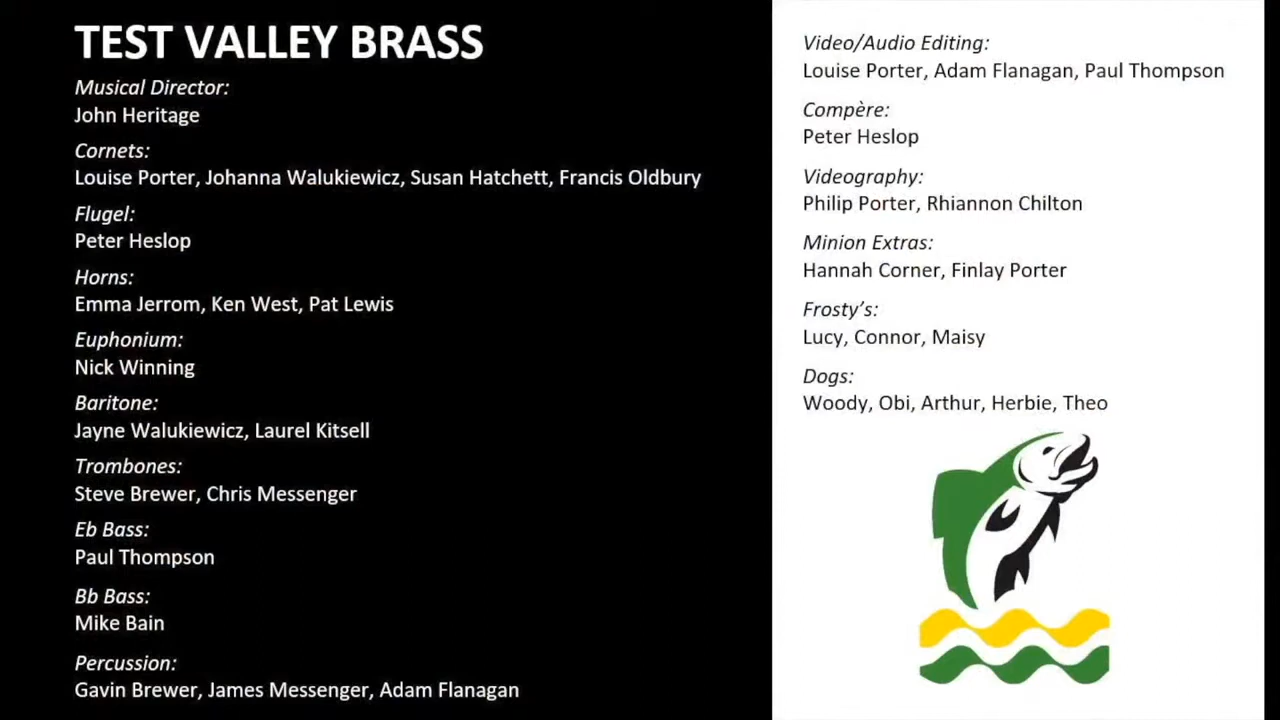 TEST VALLEY BRASS
Musical Director:
John Heritage
Cornets:
Louise Porter, Johanna Walukiewicz, Susan Hatchett, Francis Oldbury
Flugel:
Peter Heslop
Horns:
Emma Jerrom, Ken West, Pat Lewis
Euphonium:
Nick Winning
Baritone:
Jayne Walukiewicz, Laurel Kitsell
Trombones:
Steve Brewer, Chris Messenger
Eb Bass:
Paul Thompson
Bb Bass:
Mike Bain
Percussion:
Gavin Brewer, James Messenger, Adam Flanagan
Video/Audio Editing:
Louise Porter, Adam Flanagan, Paul Thompson
Compère:
Peter Heslop
Videography:
Philip Porter, Rhiannon Chilton
Minion Extras:
Hannah Corner, Finlay Porter
Frosty’s:
Lucy, Connor, Maisy
Dogs:
Woody, Obi, Arthur, Herbie, Theo